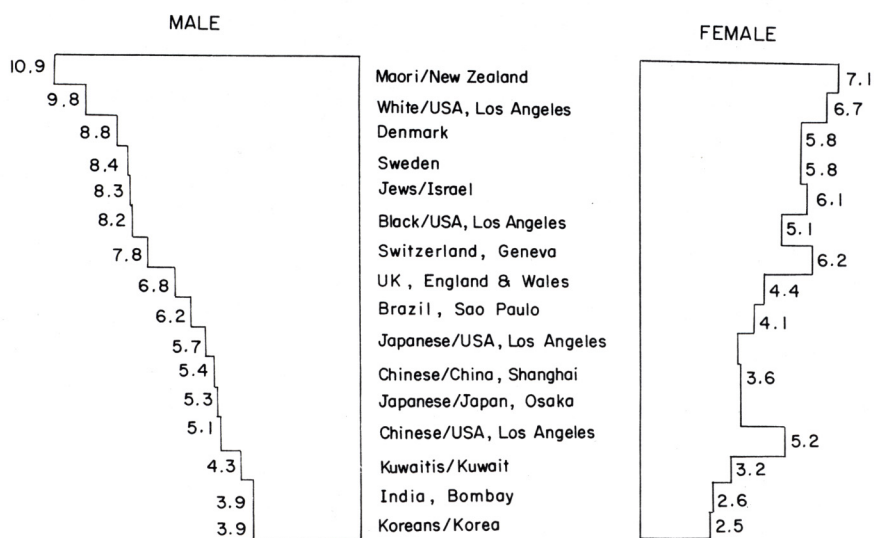 MALE FEMALE
10.9 Maori/New Zealand 7.1
9.8 White/USA, Los Angeles 6.7
8.8 Denmark 5.8
8.4 Sweden 5.8
8.3 Jews/Israel 6.1
8.2 Black/USA, Los Angeles 5.1
7.8 Switzerland, Geneva 6.2
6.8 UK, England & Wales 4.4
6.2 Brazil, Sao Paulo 4.1
5.7 Japanese/USA, Los Angeles
5.4 Chinese/China, Shanghai 3.6
5.3 Japanese/Japan, Osaka
5.1 Chinese/USA, Los Angeles 5.2
4.3 Kuwaitis/Kuwait 3.2
3.9 India, Bombay 2.6
3.9 Koreans/Korea 2.5